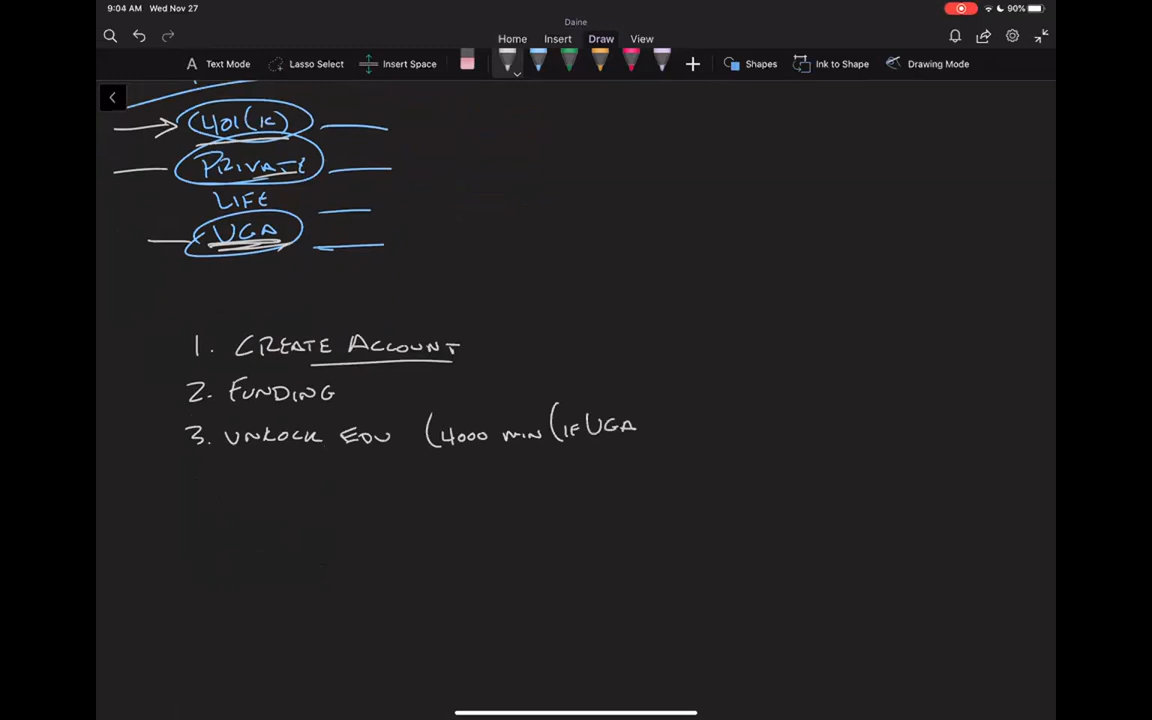 9:04 AM Wed Nov 27
90%
Daine
Home Insert Draw View
Text Mode Lasso Select Insert Space Shapes Ink to Shape Drawing Mode
401(K)
PRIVATE
LIFE
UGA
1. CREATE ACCOUNT
2. FUNDING
3. UNLOCK EDU (4000 MIN (IF UGA